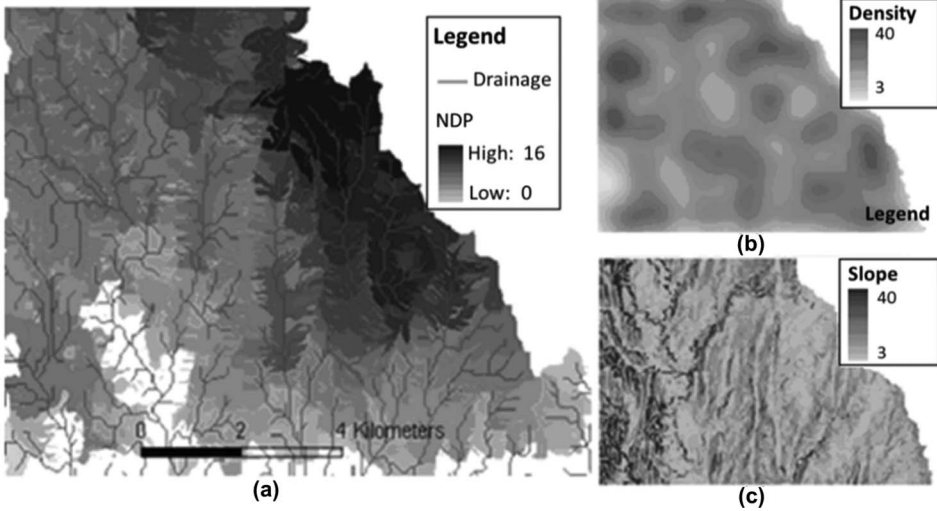 Legend
Drainage
NDP
High: 16
Low: 0
0 2 4 Kilometers
(a)
Density
40
3
Legend
(b)
Slope
40
3
(c)